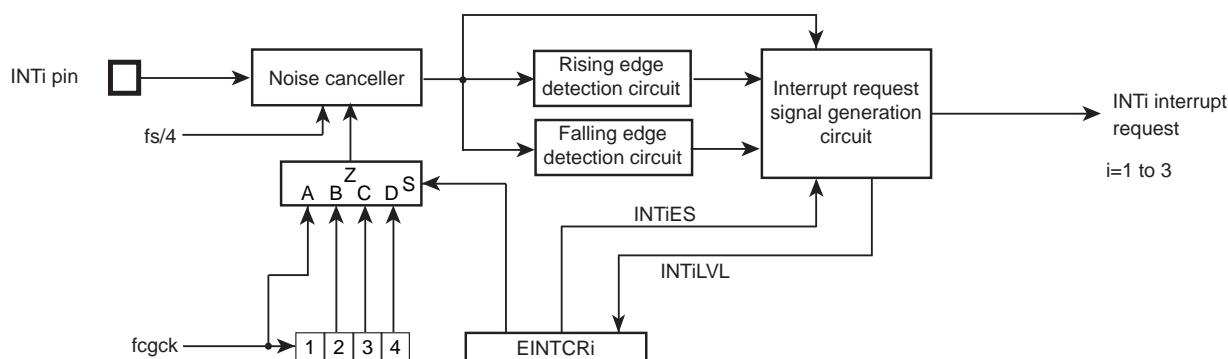 INTi pin
Noise canceller
Rising edge
detection circuit
Interrupt request
signal generation
circuit
INTi interrupt
request
i=1 to 3
fs/4
Falling edge
detection circuit
Z
S
A B C D
INTiES
INTiLVL
fcgck
1 2 3 4
EINTCRi